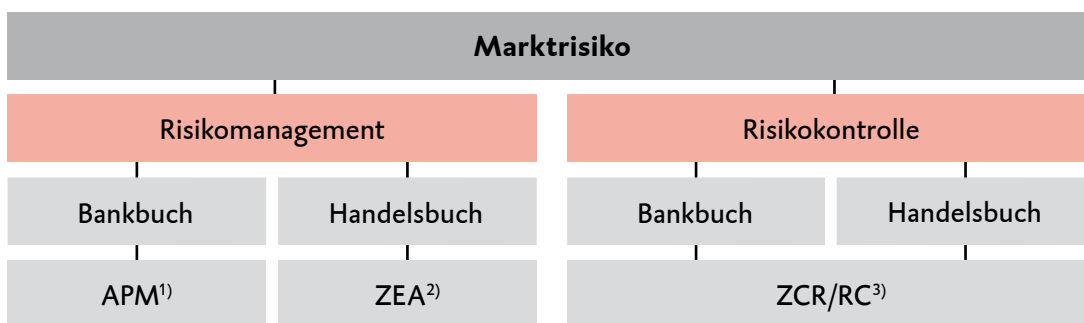 Marktrisiko
Risikomanagement
Risikokontrolle
Bankbuch
Handelsbuch
Bankbuch
Handelsbuch
APM1)
ZEA2)
ZCR/RC3)